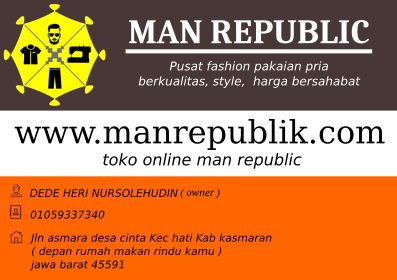 MAN REPUBLIC
Pusat fashion pakaian pria
berkualitas, style, harga bersahabat
www.manrepublik.com
toko online man republic
DEDE HERI NURSOLEHUDIN ( owner )
01059337340
Jln asmara desa cinta Kec hati Kab kasmaran
( depan rumah makan rindu kamu )
jawa barat 45591